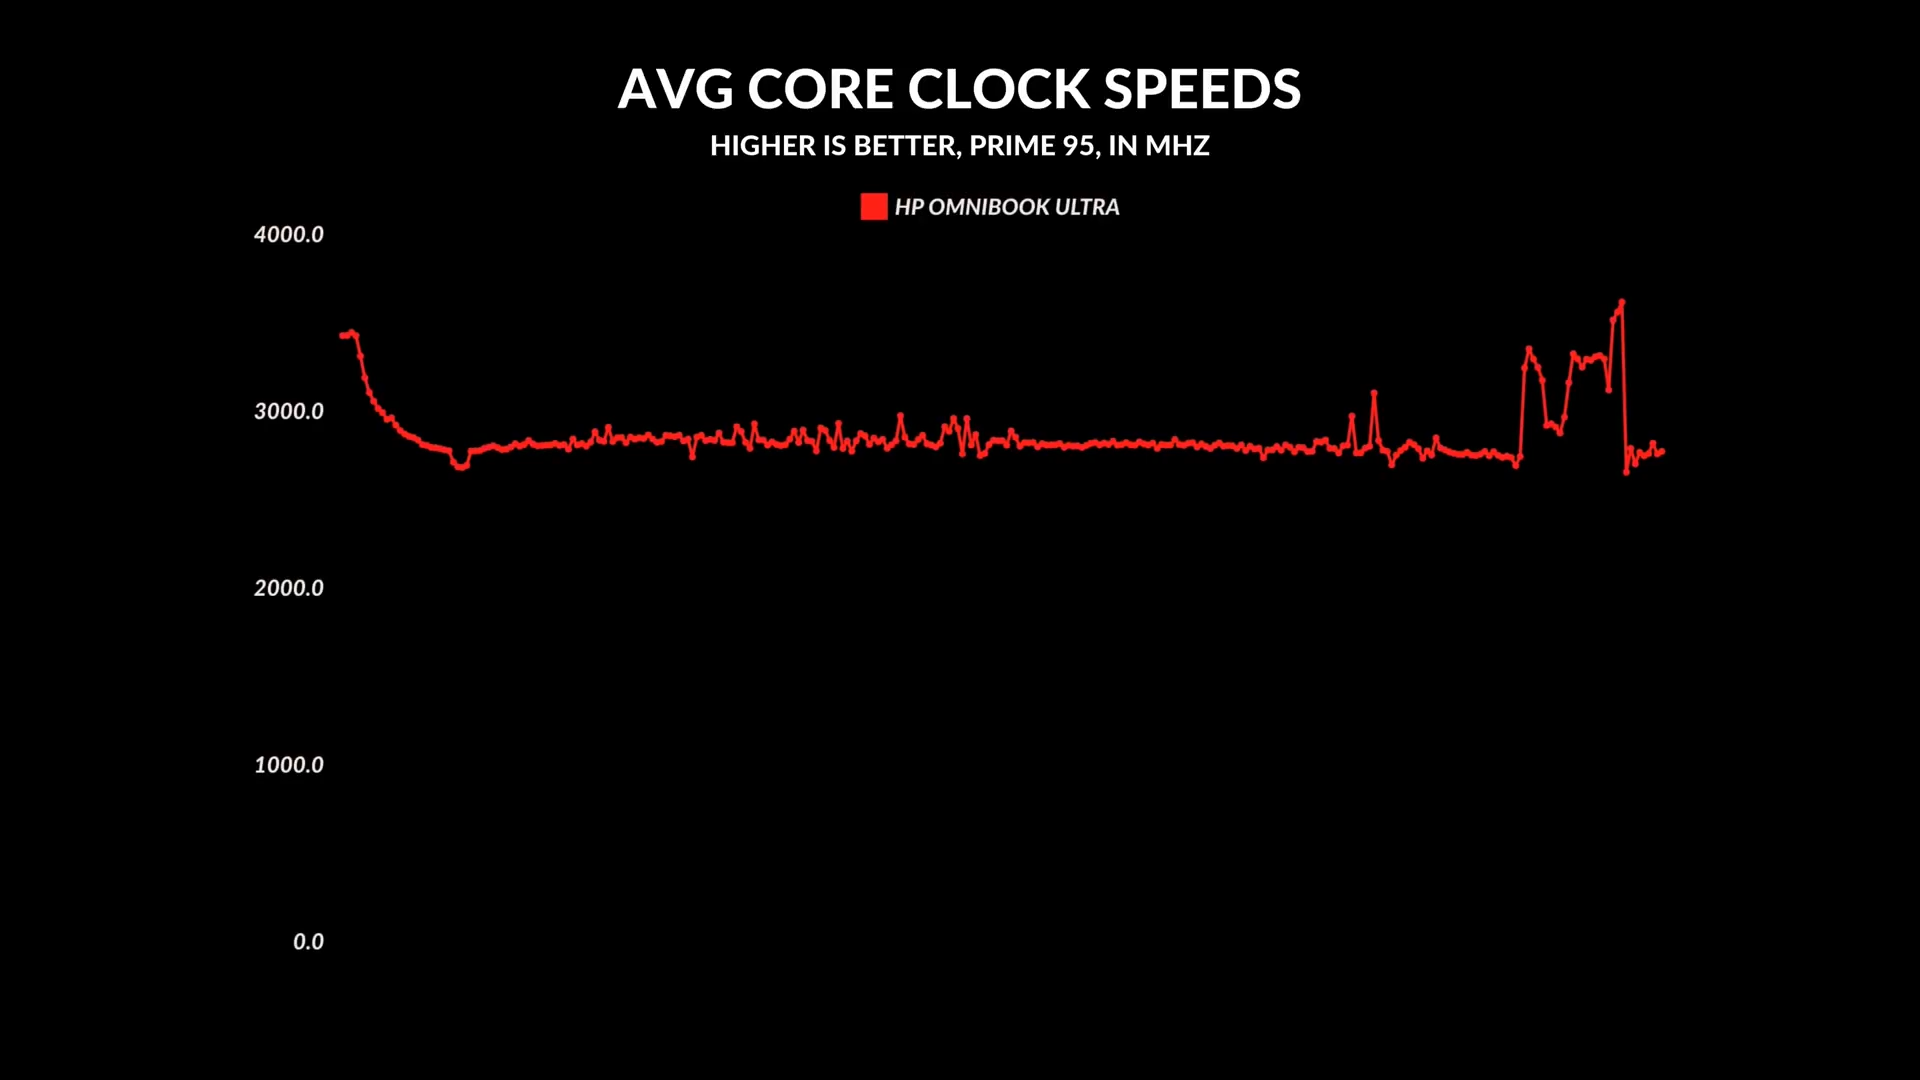 AVG CORE CLOCK SPEEDS
HIGHER IS BETTER, PRIME 95, IN MHZ
HP OMNIBOOK ULTRA
4000.0
3000.0
2000.0
1000.0
0.0